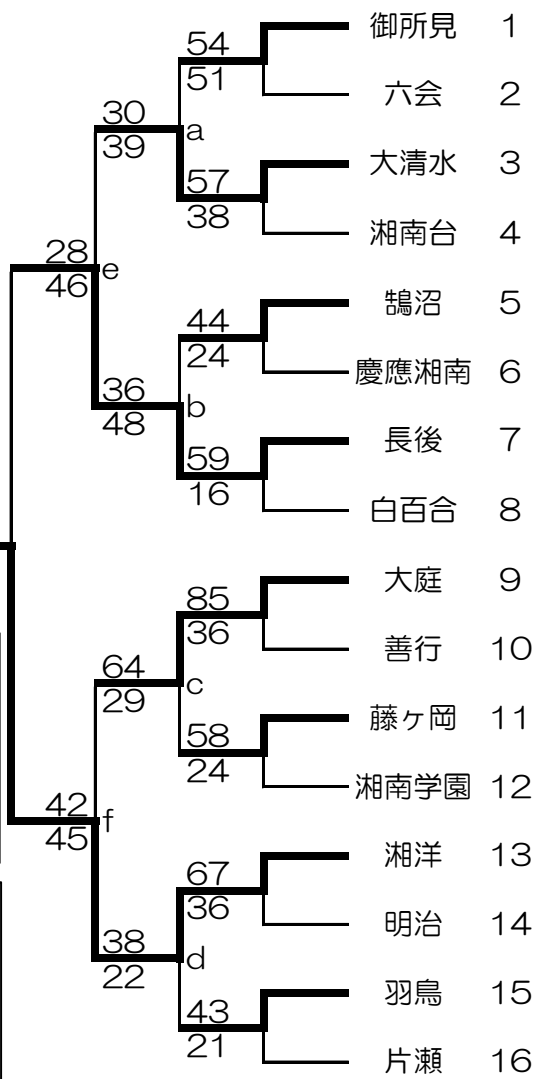 54 御所見 1
51
六会 2
30 a
39
57 大清水 3
38
湘南台 4
28 e
46
44 鵠沼 5
24
慶應湘南 6
36 b
48
59 長後 7
16
白百合 8
85 大庭 9
36
善行 10
64 c
29
58 藤ヶ岡 11
24
湘南学園 12
42 f
45
67 湘洋 13
36
明治 14
38 d
22
43 羽鳥 15
21
片瀬 16